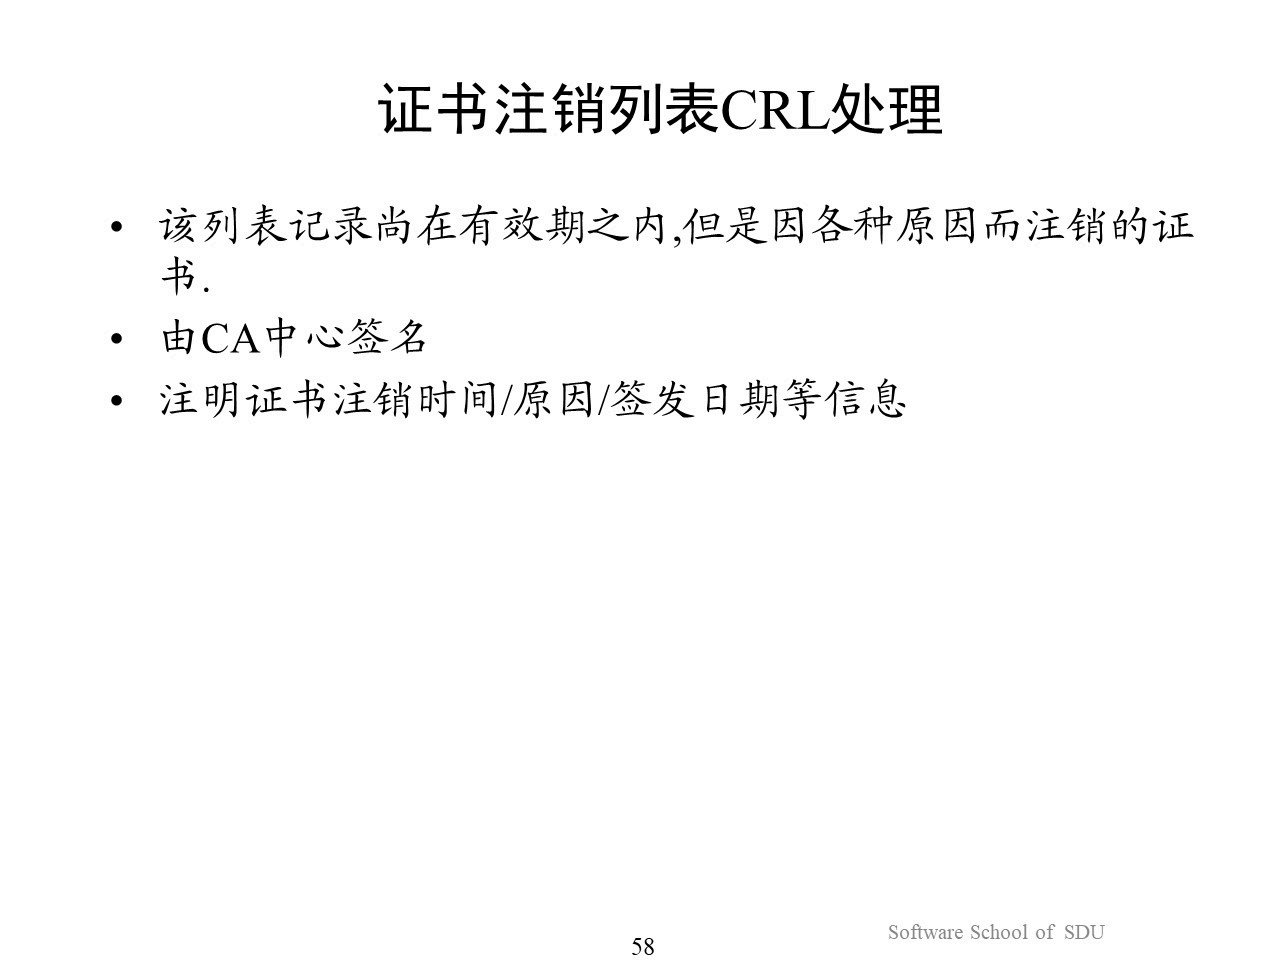 证书注销列表CRL处理
• 该列表记录尚在有效期之内,但是因各种原因而注销的证
书.
• 由CA中心签名
• 注明证书注销时间/原因/签发日期等信息
58
Software School of SDU